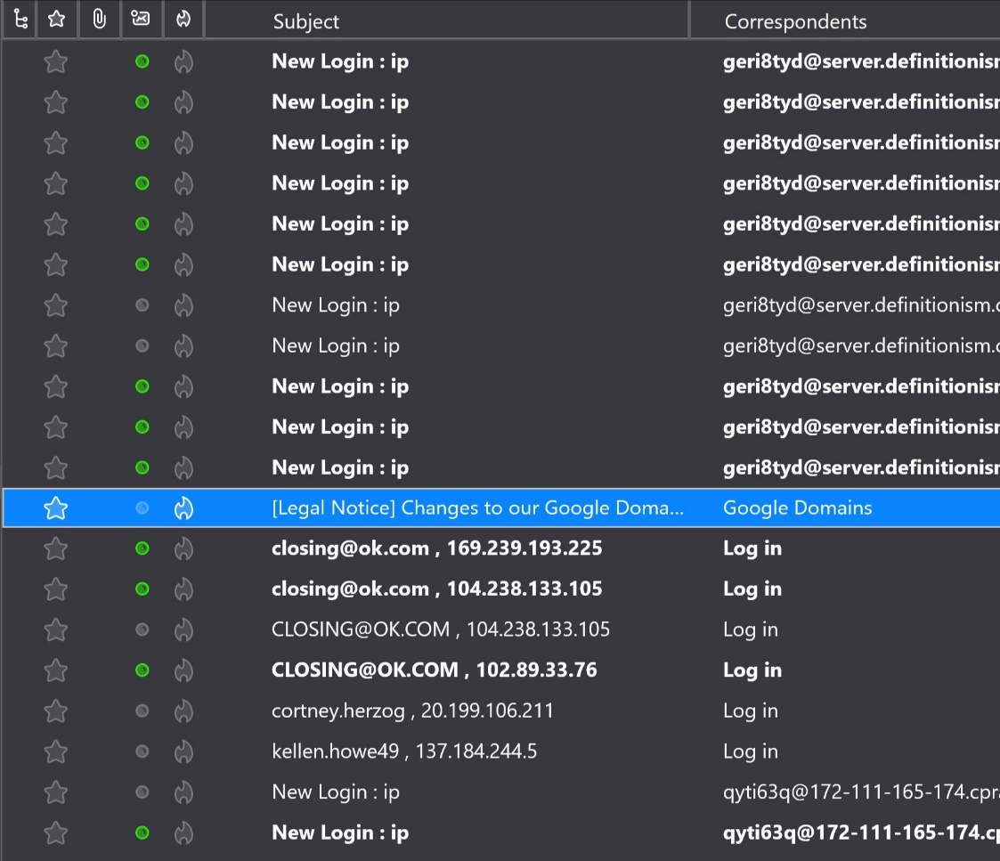 Subject Correspondents
New Login : ip geri8tyd@server.definitionism
New Login : ip geri8tyd@server.definitionism
New Login : ip geri8tyd@server.definitionism
New Login : ip geri8tyd@server.definitionism
New Login : ip geri8tyd@server.definitionism
New Login : ip geri8tyd@server.definitionism
New Login : ip geri8tyd@server.definitionism.c
New Login : ip geri8tyd@server.definitionism.c
New Login : ip geri8tyd@server.definitionism
New Login : ip geri8tyd@server.definitionism
New Login : ip geri8tyd@server.definitionism
[Legal Notice] Changes to our Google Doma... Google Domains
closing@ok.com , 169.239.193.225 Log in
closing@ok.com , 104.238.133.105 Log in
CLOSING@OK.COM , 104.238.133.105 Log in
CLOSING@OK.COM , 102.89.33.76 Log in
cortney.herzog , 20.199.106.211 Log in
kellen.howe49 , 137.184.244.5 Log in
New Login : ip qyti63q@172-111-165-174.cpr
New Login : ip qyti63q@172-111-165-174.cp